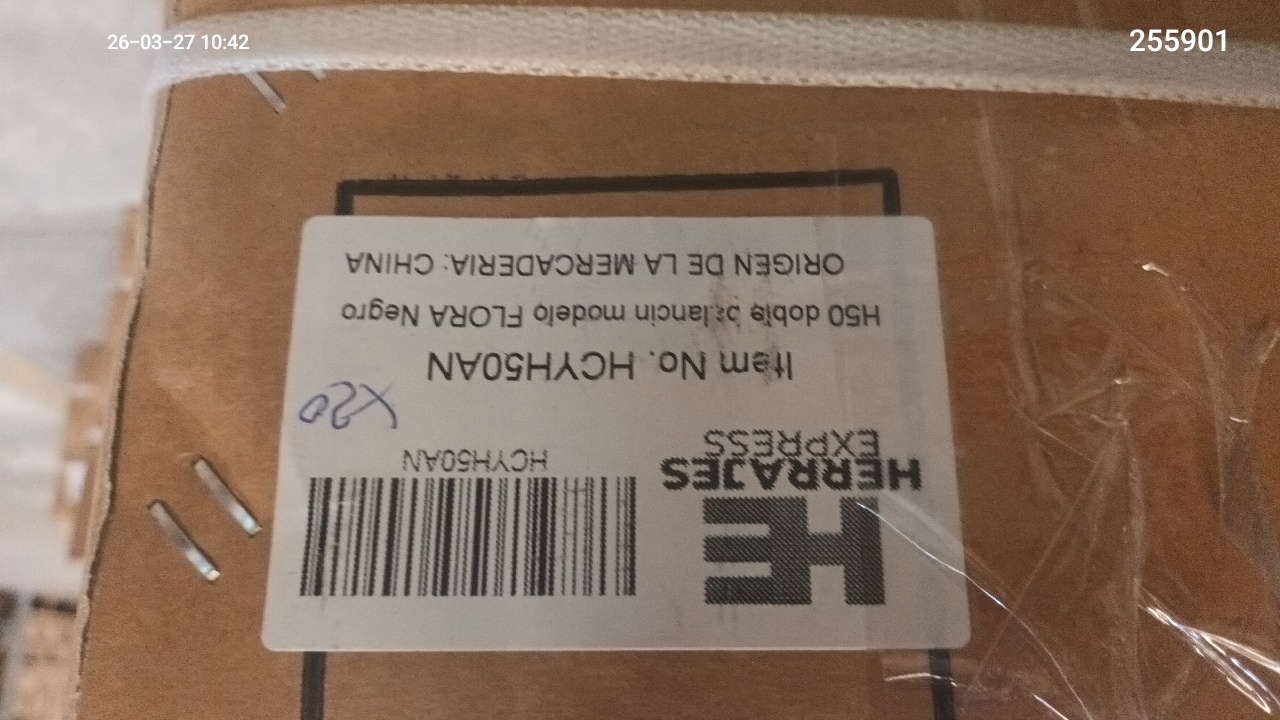 26-03-27 10:42
255901
HE
HERRAJES
EXPRESS
HCYH50AN
X20
Item No. HCYH50AN
H50 doble balancin modelo FLORA Negro
ORIGEN DE LA MERCADERIA: CHINA